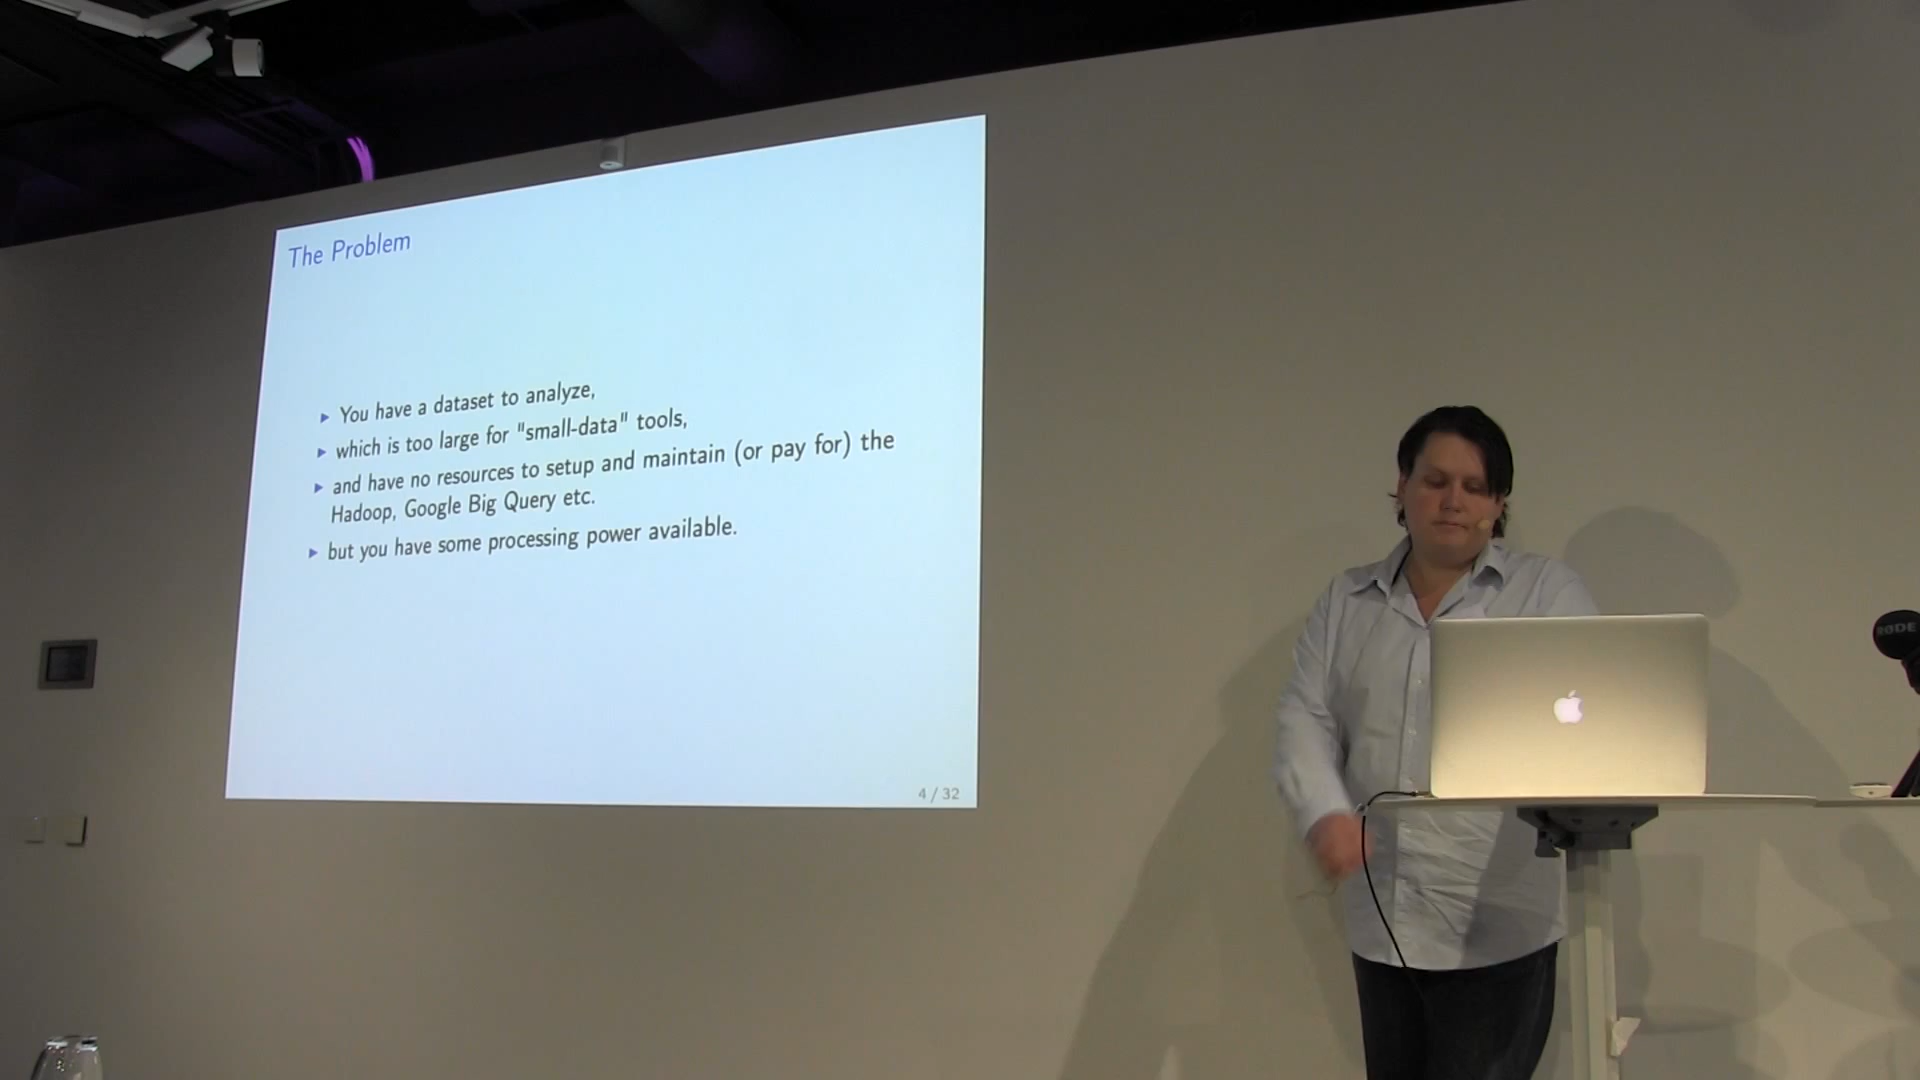 The Problem
▶ You have a dataset to analyze,
▶ which is too large for "small-data" tools,
▶ and have no resources to setup and maintain (or pay for) the
Hadoop, Google Big Query etc.
▶ but you have some processing power available.
4 / 32
RØDE